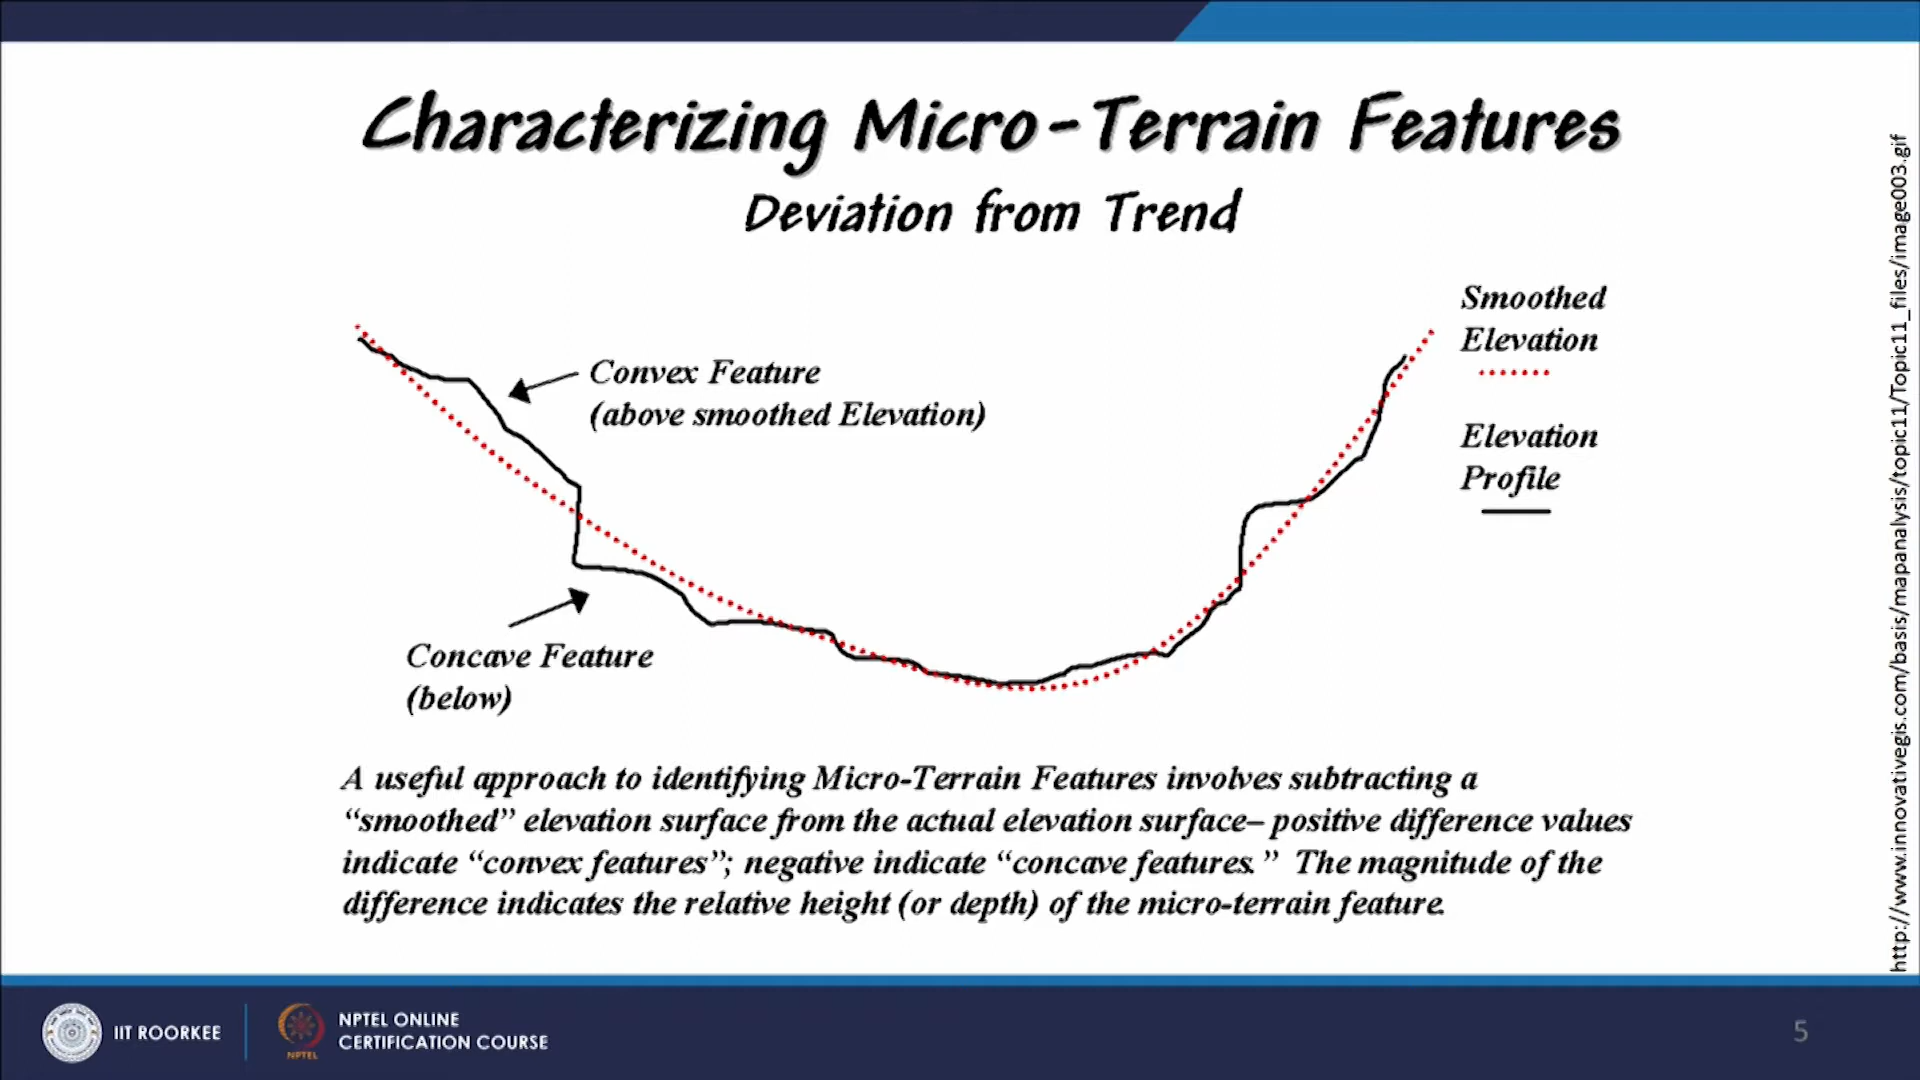 Characterizing Micro-Terrain Features
Deviation from Trend
Smoothed
Elevation
Convex Feature
(above smoothed Elevation)
Elevation
Profile
Concave Feature
(below)
A useful approach to identifying Micro-Terrain Features involves subtracting a
“smoothed” elevation surface from the actual elevation surface– positive difference values
indicate “convex features”; negative indicate “concave features.” The magnitude of the
difference indicates the relative height (or depth) of the micro-terrain feature.
http://www.innovativegis.com/basis/mapanalysis/topic11/Topic11_files/image003.gif
IIT ROORKEE
NPTEL
NPTEL ONLINE
CERTIFICATION COURSE
5